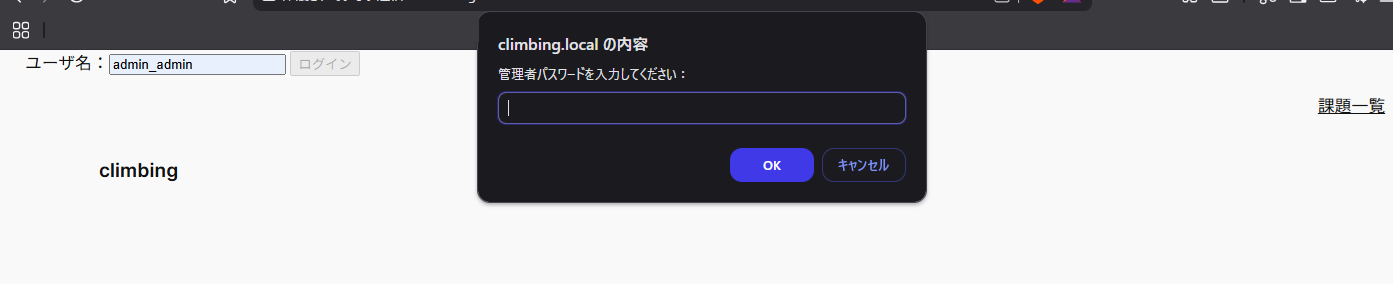 climbing.local の内容
管理者パスワードを入力してください：
OK
キャンセル
ユーザ名：
admin_admin
ログイン
課題一覧
climbing